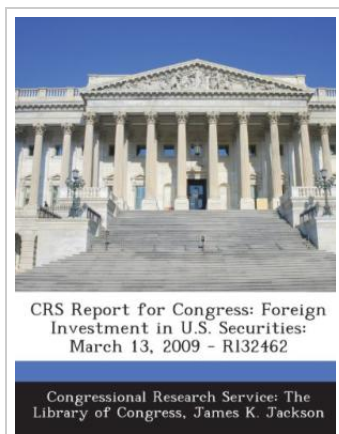 CRS Report for Congress: Foreign
Investment in U.S. Securities:
March 13, 2009 - Rl32462
Congressional Research Service: The
Library of Congress, James K. Jackson